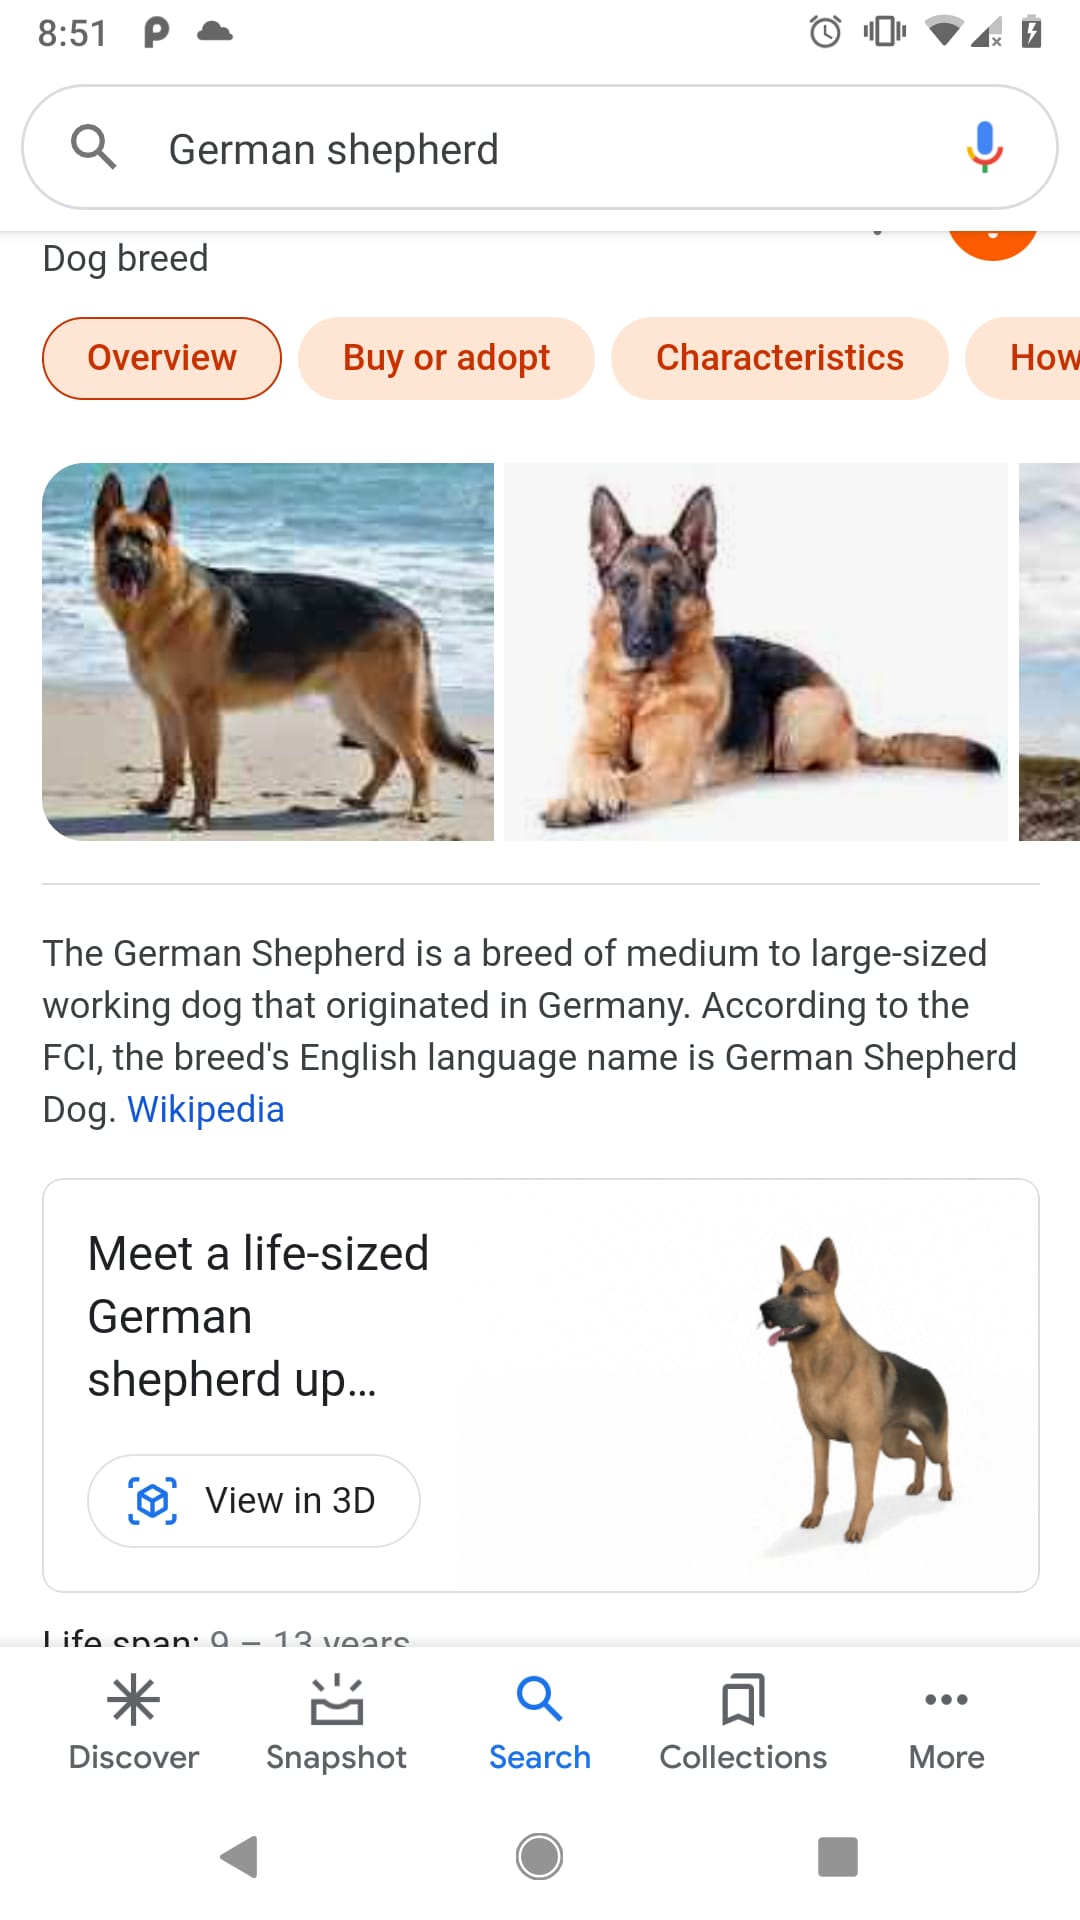 8:51
German shepherd
Dog breed
Overview
Buy or adopt
Characteristics
How
The German Shepherd is a breed of medium to large-sized
working dog that originated in Germany. According to the
FCI, the breed's English language name is German Shepherd
Dog. Wikipedia
Meet a life-sized
German
shepherd up...
View in 3D
Life span: 9 – 13 years
Discover
Snapshot
Search
Collections
More